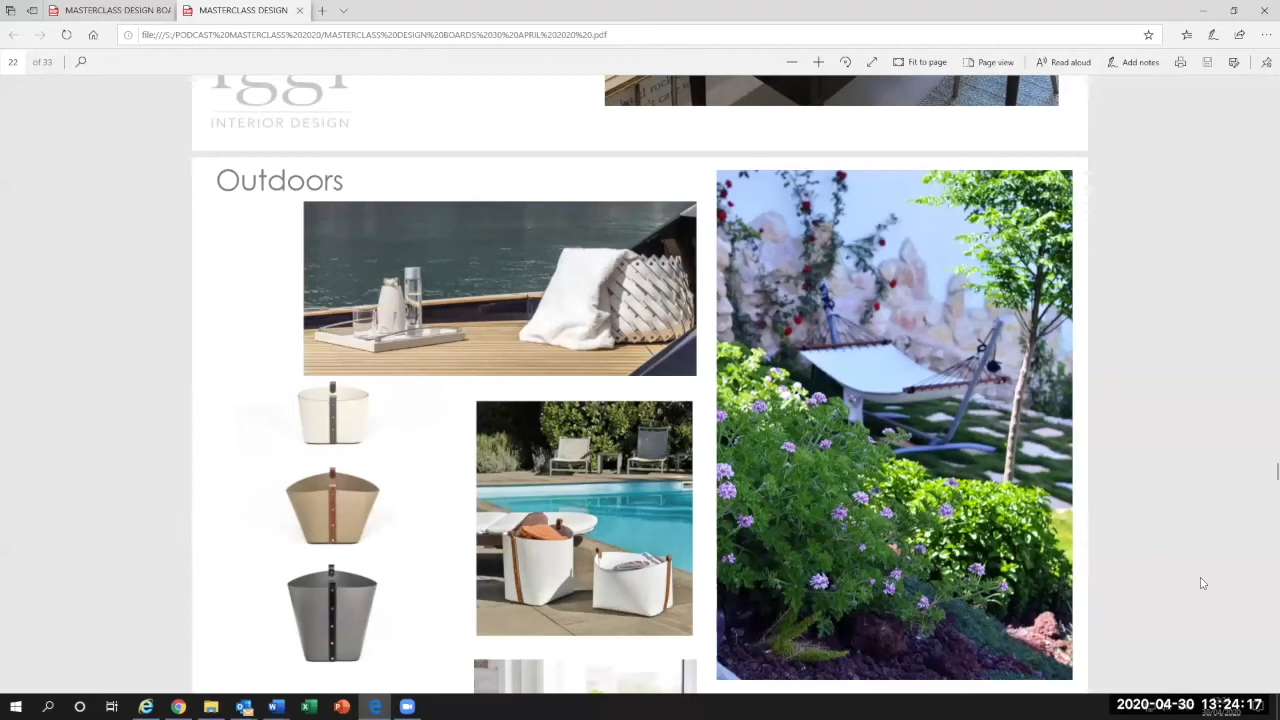 MASTERCLASS DESIGN BOA
MASTERCLASS DESIGN
file:///S:/PODCAST%20MASTERCLASS%202020/MASTERCLASS%20DESIGN%20BOARDS%2030%20APRIL%202020%20.pdf
22 of 33
Fit to page
Page view
Read aloud
Add notes
Iggi
INTERIOR DESIGN
Outdoors
2020-04-30 13:24:17